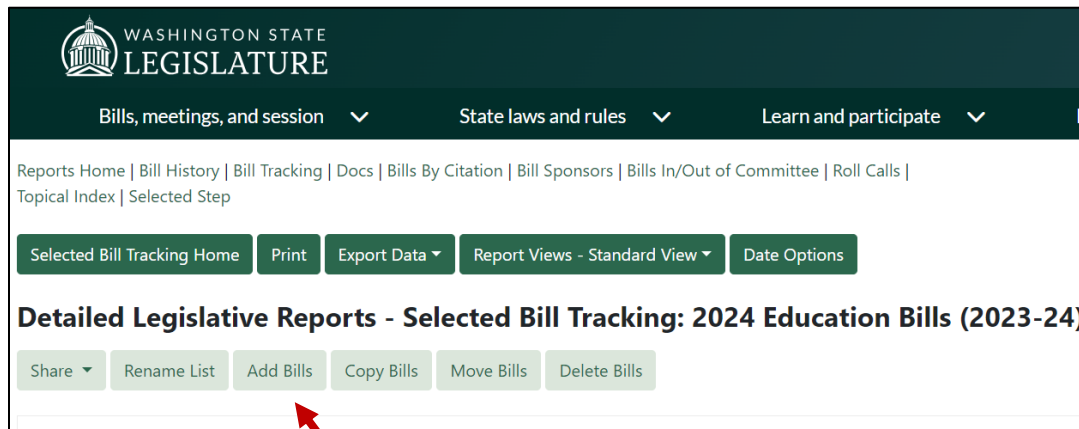 WASHINGTON STATE
LEGISLATURE
Bills, meetings, and session State laws and rules Learn and participate
Reports Home | Bill History | Bill Tracking | Docs | Bills By Citation | Bill Sponsors | Bills In/Out of Committee | Roll Calls |
Topical Index | Selected Step
Selected Bill Tracking Home Print Export Data Report Views - Standard View Date Options
Detailed Legislative Reports - Selected Bill Tracking: 2024 Education Bills (2023-24)
Share Rename List Add Bills Copy Bills Move Bills Delete Bills